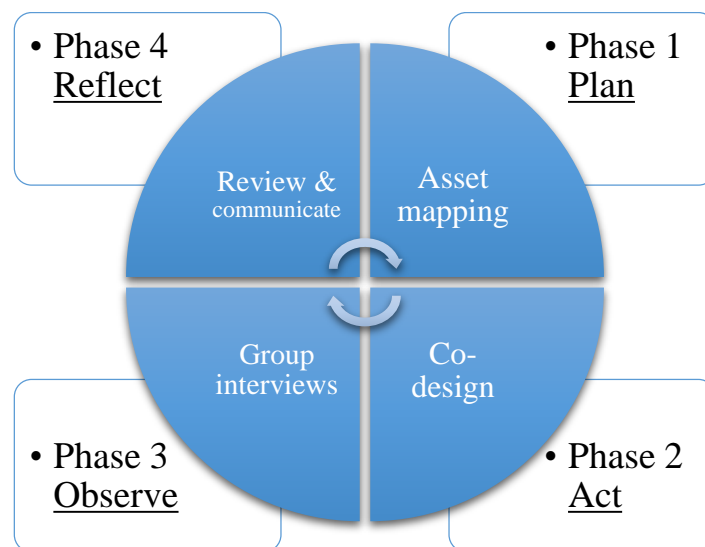 • Phase 4
Reflect
• Phase 1
Plan
Review &
communicate
Asset
mapping
Group
interviews
Co-
design
• Phase 3
Observe
• Phase 2
Act